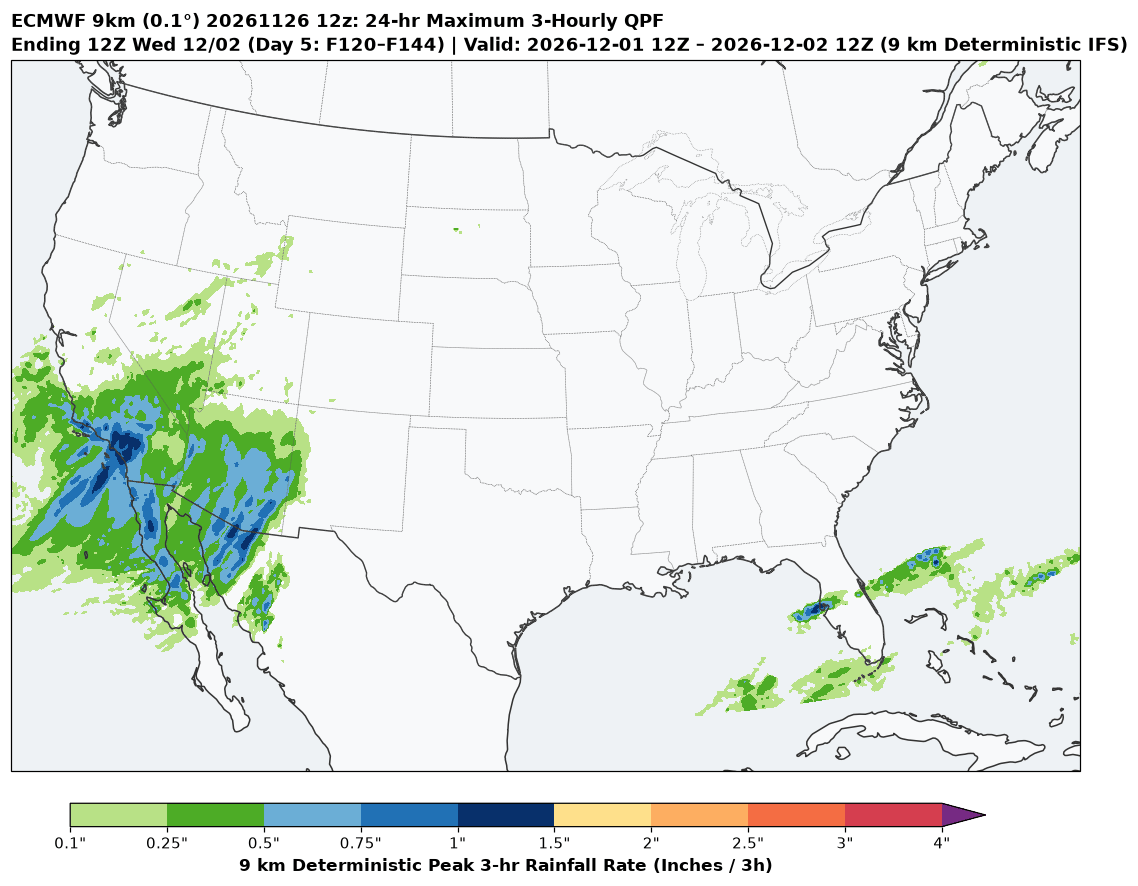 ECMWF 9km (0.1°) 20261126 12z: 24-hr Maximum 3-Hourly QPF
Ending 12Z Wed 12/02 (Day 5: F120–F144) | Valid: 2026-12-01 12Z – 2026-12-02 12Z (9 km Deterministic IFS)
0.1" 0.25" 0.5" 0.75" 1" 1.5" 2" 2.5" 3" 4"
9 km Deterministic Peak 3-hr Rainfall Rate (Inches / 3h)